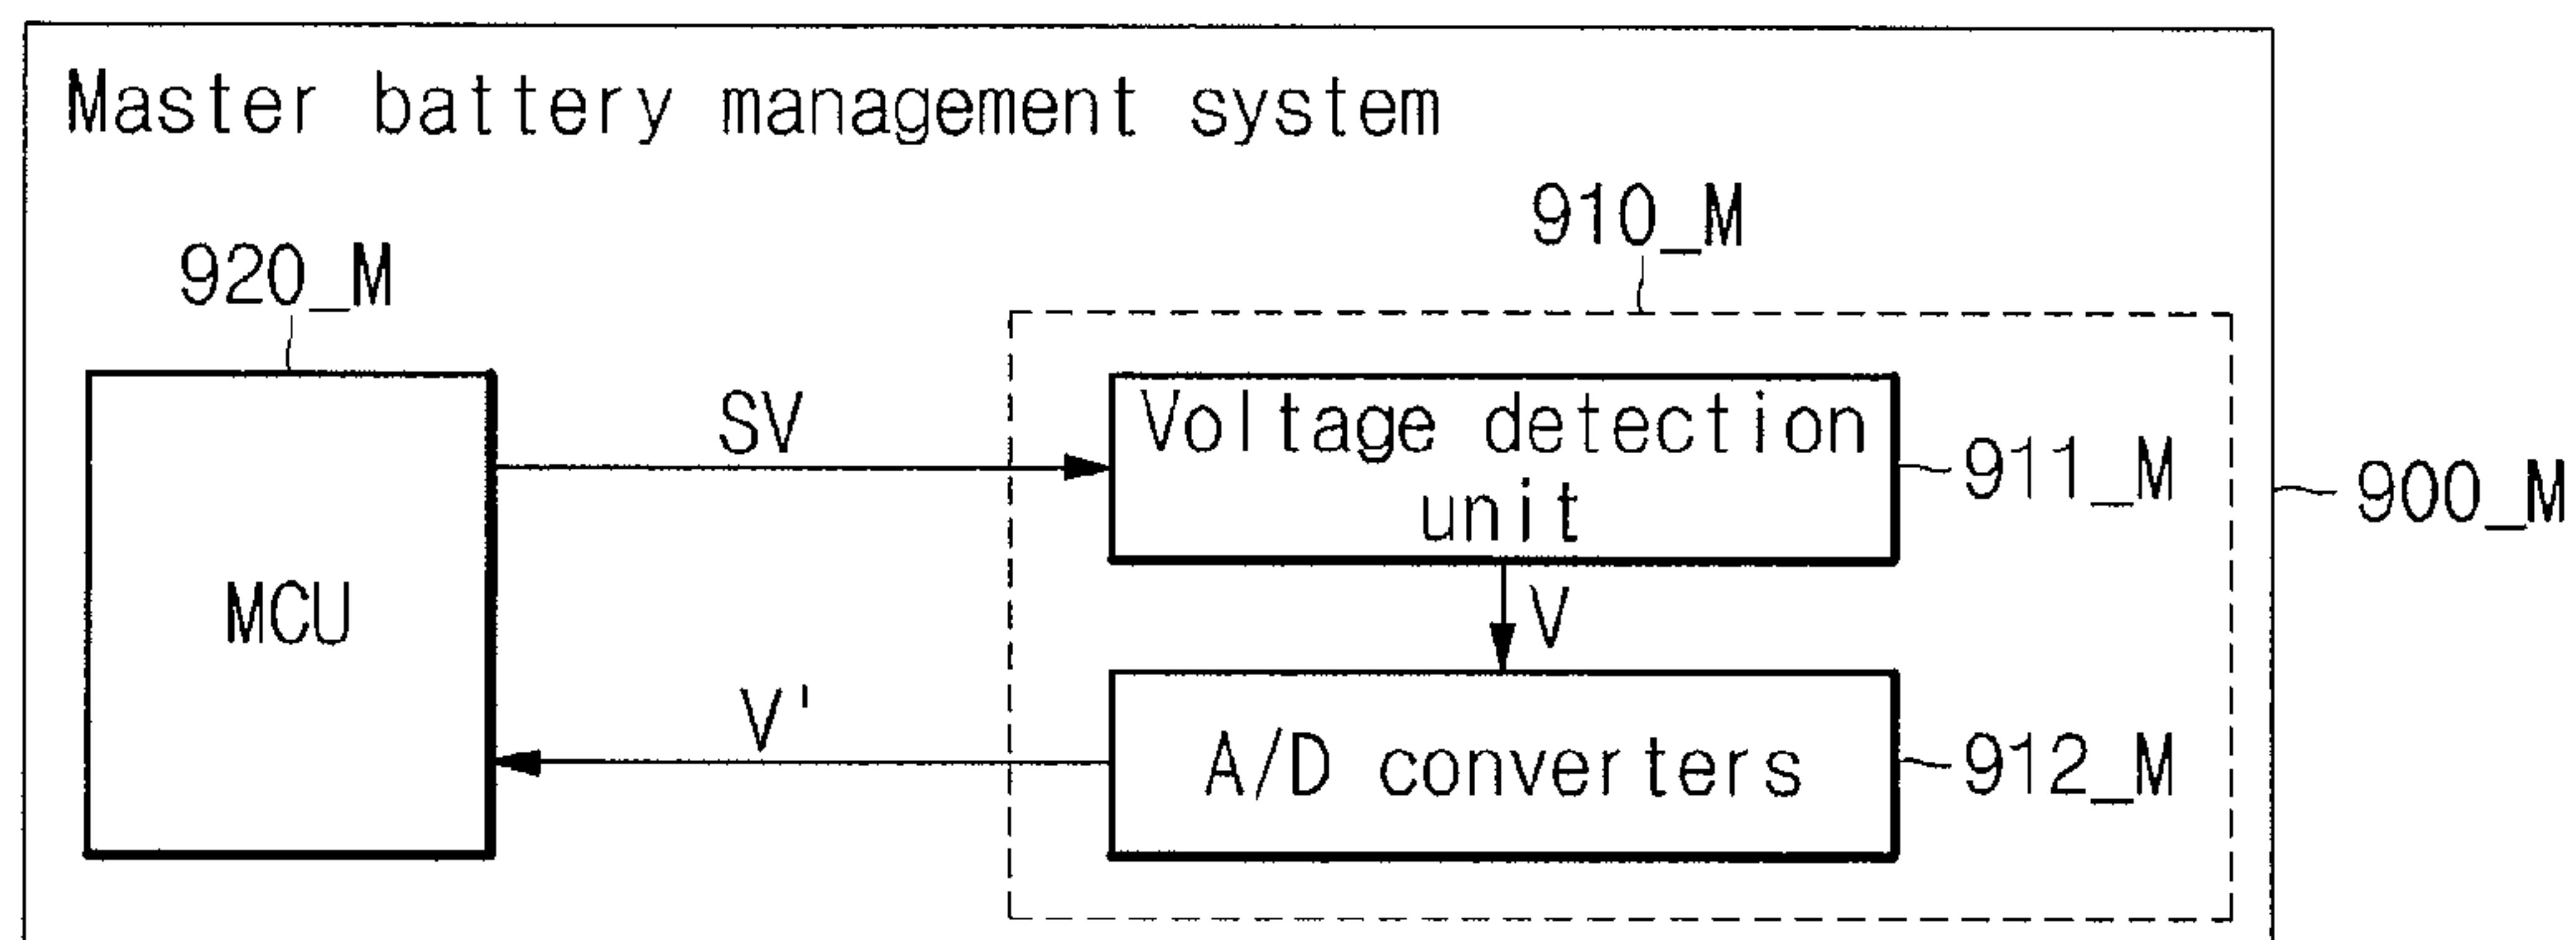 Master battery management system
910_M
920_M
SV
Voltage detection
unit
911_M
900_M
MCU
V
V'
A/D converters
912_M